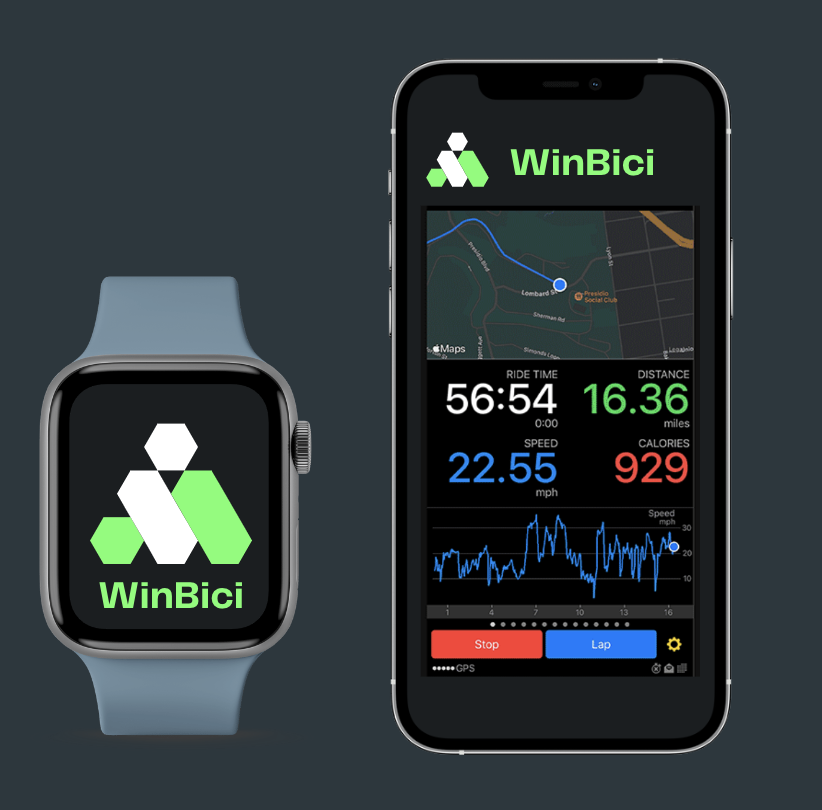 WinBici
WinBici
Presidio Blvd
Lyon St
Lombard St
Presidio
Social Club
Sherman Rd
Simonds Loop
Maps
RIDE TIME
56:54
0:00
DISTANCE
16.36
miles
SPEED
22.55
mph
CALORIES
929
Speed
mph
30
20
10
1 4 7 10 13 16
Stop Lap
GPS